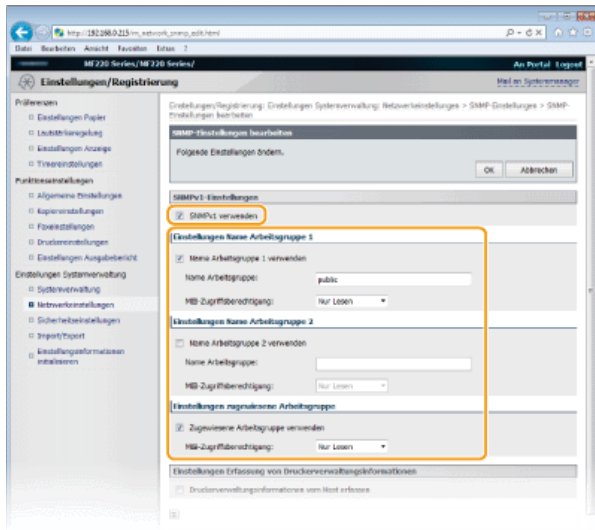 http://192.168.0.215/m_network_snmp_edit.html
Datei Bearbeiten Ansicht Favoriten Extras ?
MF220 Series/MF220 Series/
An Portal Logout
Einstellungen/Registrierung
Mail an Systemmanager
Präferenzen
Einstellungen Papier
Lautstärkeregelung
Einstellungen Anzeige
Timereinstellungen
Funktionseinstellungen
Allgemeine Einstellungen
Kopiereinstellungen
Faxeinstellungen
Druckereinstellungen
Einstellungen Ausgabebericht
Einstellungen Systemverwaltung
Systemverwaltung
Netzwerkeinstellungen
Sicherheitseinstellungen
Import/Export
Einstellungsinformationen
initialisieren
Einstellungen/Registrierung: Einstellungen Systemverwaltung: Netzwerkeinstellungen > SNMP-Einstellungen > SNMP-
Einstellungen bearbeiten
SNMP-Einstellungen bearbeiten
Folgende Einstellungen ändern.
OK Abbrechen
SNMPv1-Einstellungen
SNMPv1 verwenden
Einstellungen Name Arbeitsgruppe 1
Name Arbeitsgruppe 1 verwenden
Name Arbeitsgruppe: public
MIB-Zugriffsberechtigung: Nur Lesen
Einstellungen Name Arbeitsgruppe 2
Name Arbeitsgruppe 2 verwenden
Name Arbeitsgruppe:
MIB-Zugriffsberechtigung: Nur Lesen
Einstellungen zugewiesene Arbeitsgruppe
Zugewiesene Arbeitsgruppe verwenden
MIB-Zugriffsberechtigung: Nur Lesen
Einstellungen Erfassung von Druckerverwaltungsinformationen
Druckerverwaltungsinformationen vom Host erfassen